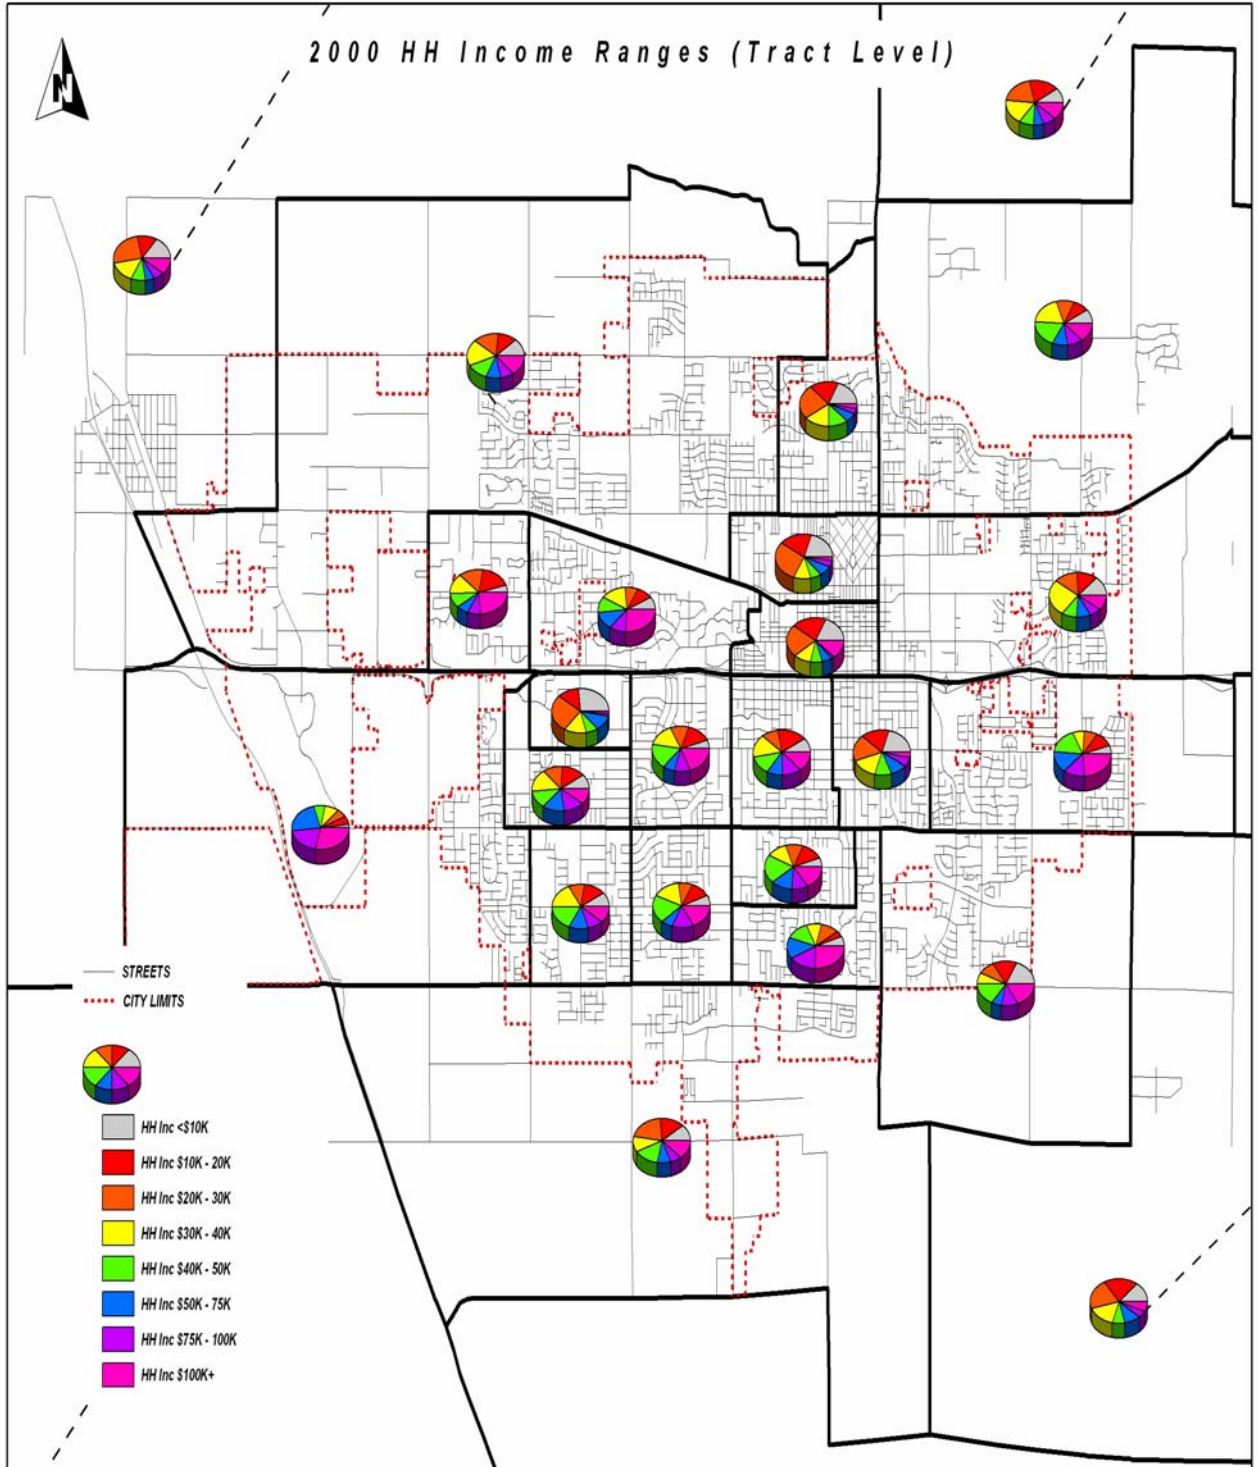 2000 HH Income Ranges (Tract Level)
N
STREETS
CITY LIMITS
HH Inc <$10K
HH Inc $10K - 20K
HH Inc $20K - 30K
HH Inc $30K - 40K
HH Inc $40K - 50K
HH Inc $50K - 75K
HH Inc $75K - 100K
HH Inc $100K+